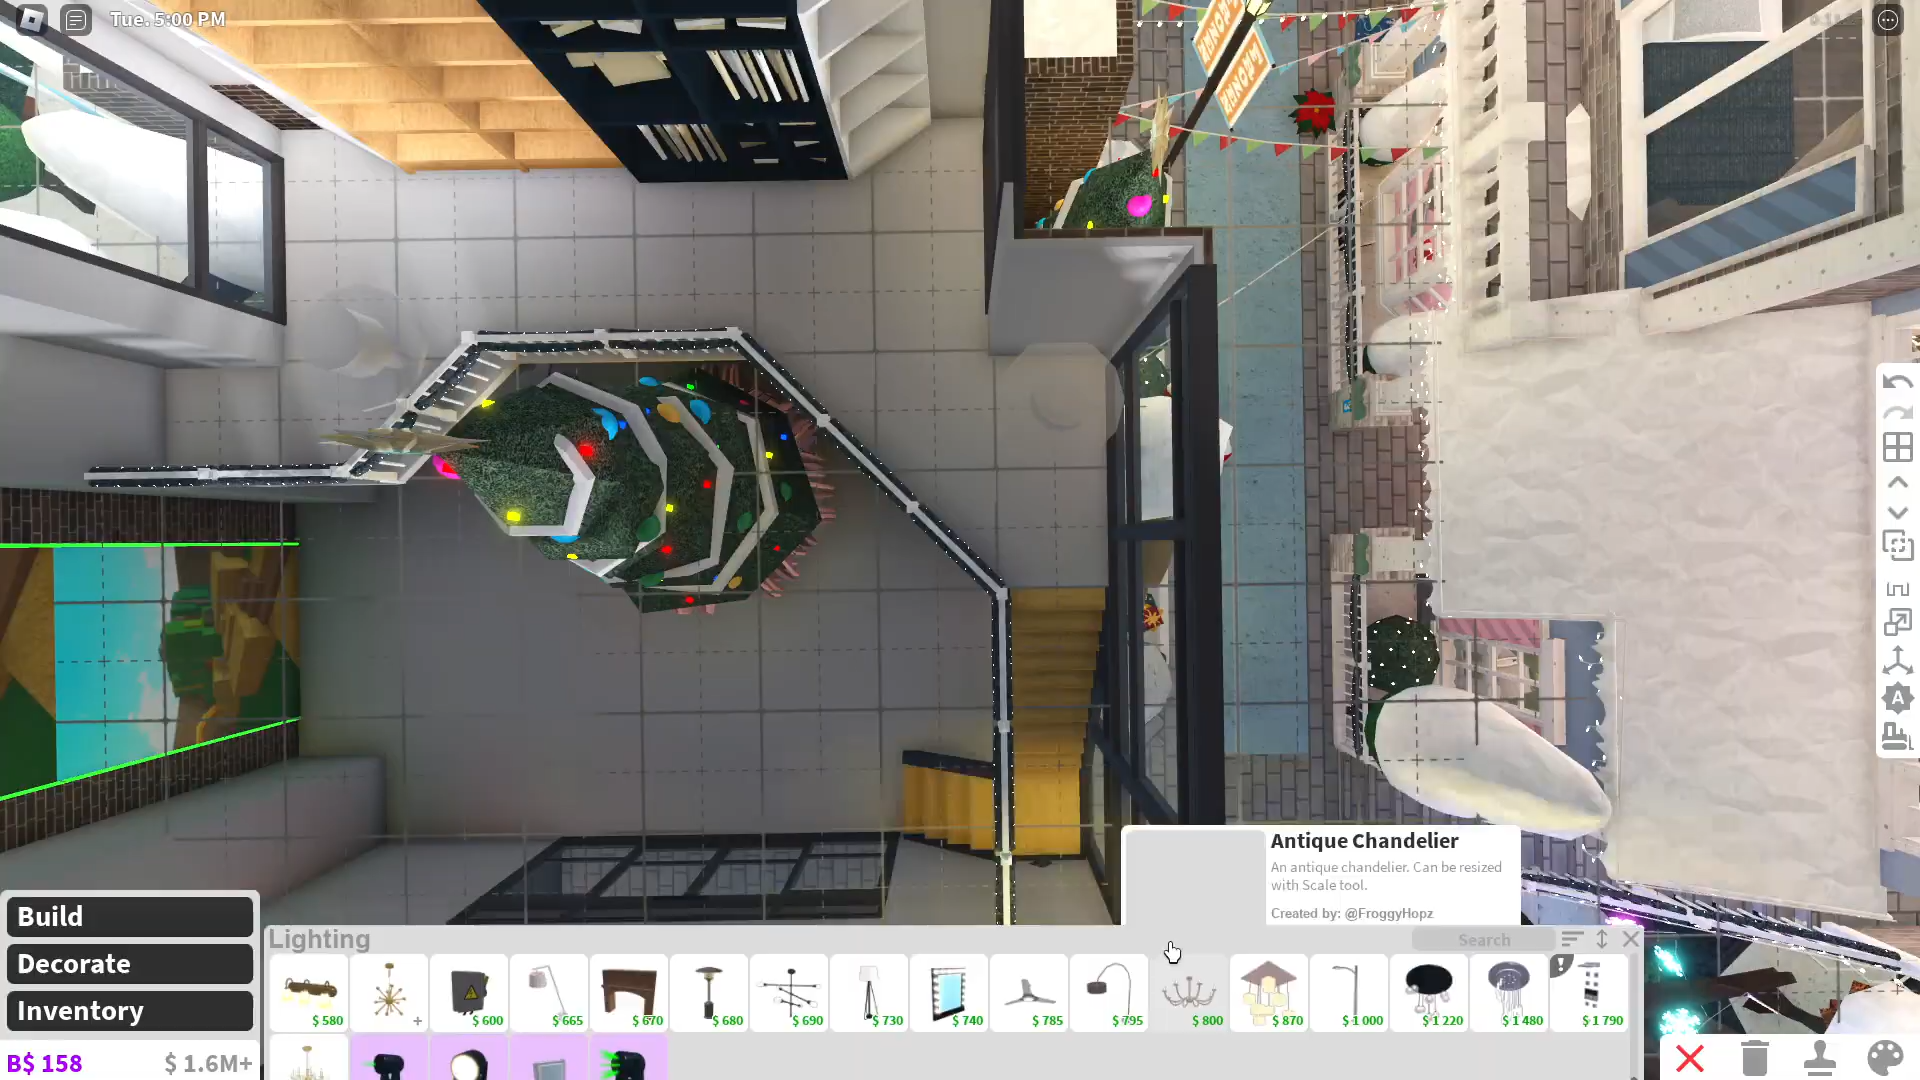 Tue. 5:00 PM
Antique Chandelier
An antique chandelier. Can be resized
with Scale tool.
Created by: @FroggyHopz
Build
Decorate
Inventory
B$ 158
$ 1.6M+
Lighting
Search
$ 580
+
$ 600
$ 665
$ 670
$ 680
$ 690
$ 730
$ 740
$ 785
$ 795
$ 800
$ 870
$ 1 000
$ 1 220
$ 1 480
$ 1 790
A